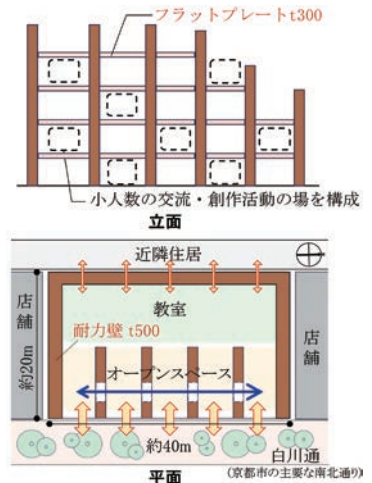 フラットプレートt300
小人数の交流・創作活動の場を構成
立面
近隣住居
店舗
教室
耐力壁 t500
店舗
約20m
オープンスペース
約40m
白川通
(京都市の主要な南北通り)
平面